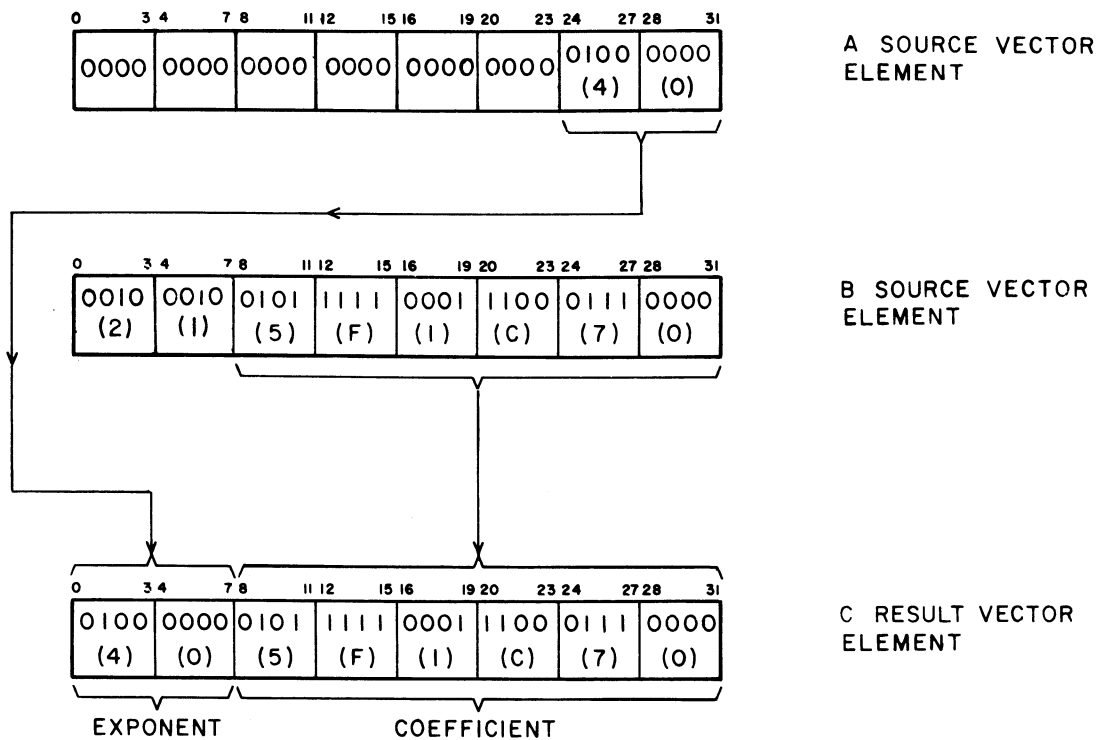 0 3 4 7 8 11 12 15 16 19 20 23 24 27 28 31
0000 0000 0000 0000 0000 0000 0100 0000
(4) (0)
A SOURCE VECTOR
ELEMENT
0 3 4 7 8 11 12 15 16 19 20 23 24 27 28 31
0010 0010 0101 1111 0001 1100 0111 0000
(2) (1) (5) (F) (1) (C) (7) (0)
B SOURCE VECTOR
ELEMENT
0 3 4 7 8 11 12 15 16 19 20 23 24 27 28 31
0100 0000 0101 1111 0001 1100 0111 0000
(4) (0) (5) (F) (1) (C) (7) (0)
C RESULT VECTOR
ELEMENT
EXPONENT COEFFICIENT